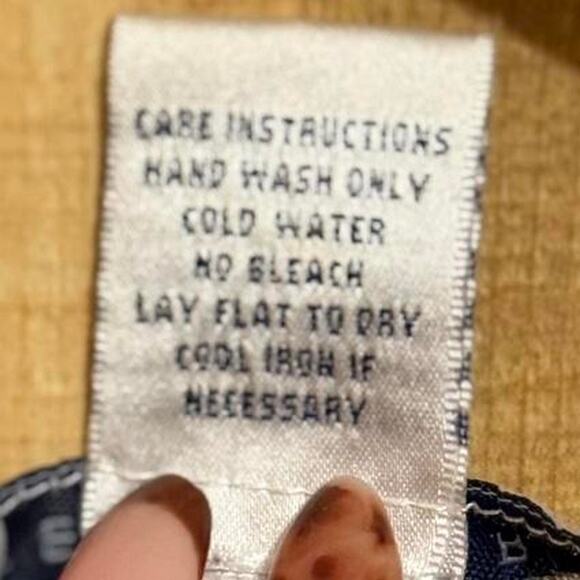 CARE INSTRUCTIONS
HAND WASH ONLY
COLD WATER
NO BLEACH
LAY FLAT TO DRY
COOL IRON IF
NECESSARY